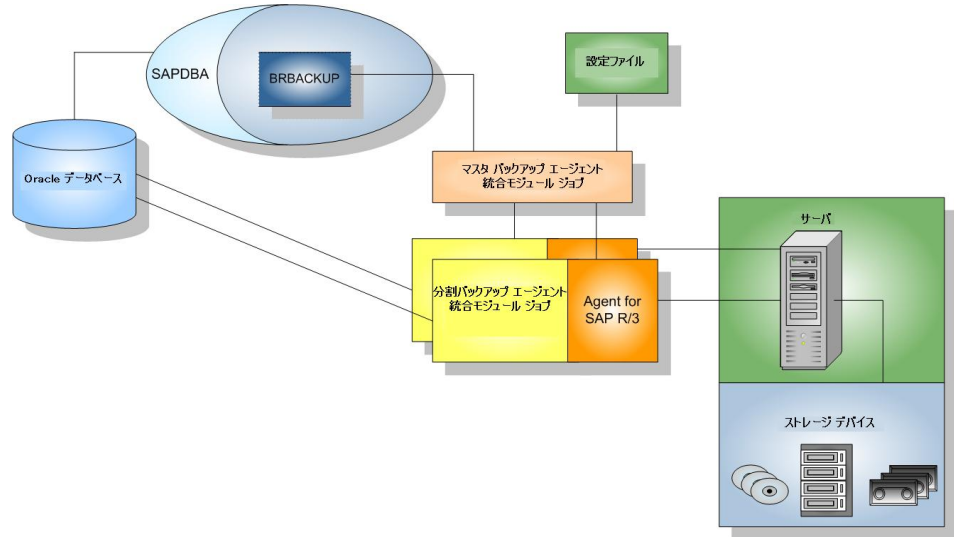 SAPDBA
BRBACKUP
設定ファイル
Oracle データベース
マスタ バックアップ エージェント
統合モジュール ジョブ
サーバ
分割バックアップ エージェント
統合モジュール ジョブ
Agent for
SAP R/3
ストレージ デバイス